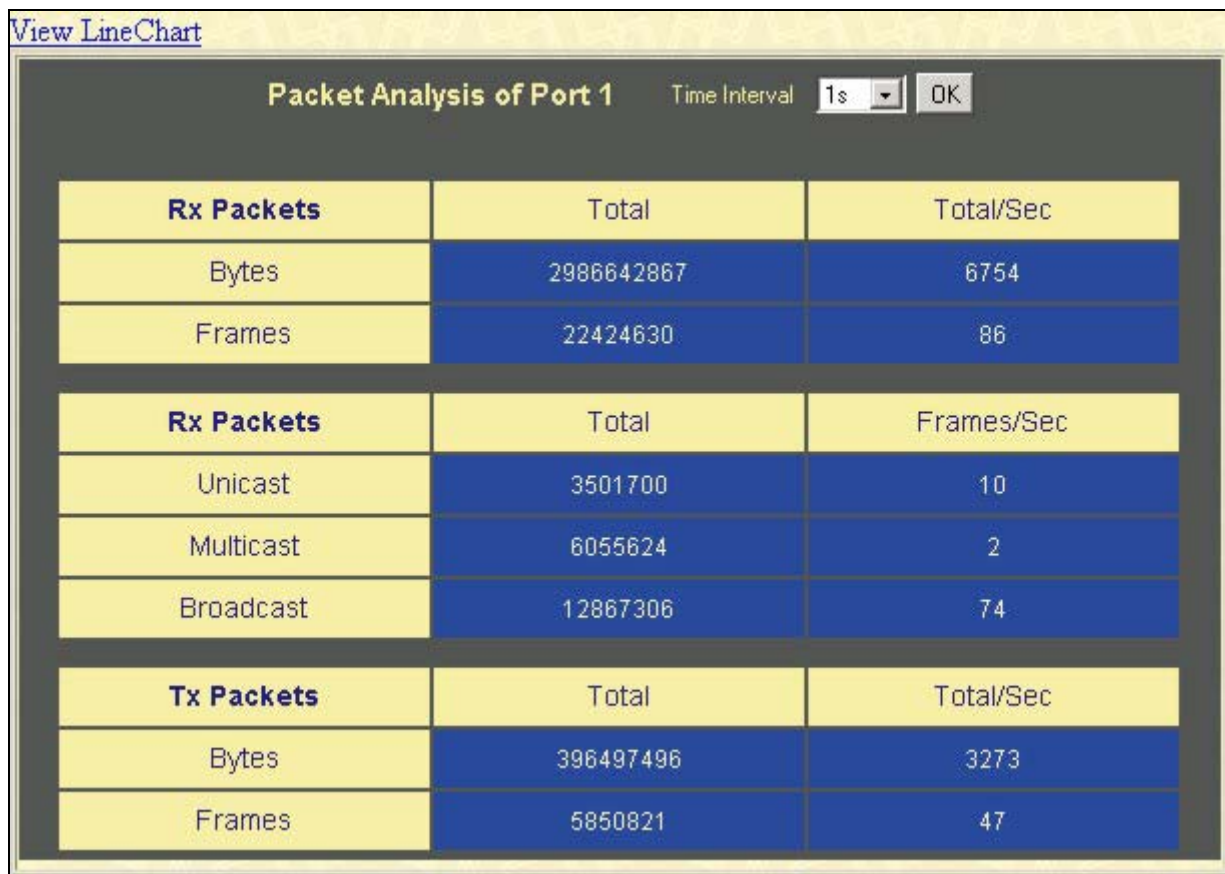 View LineChart
Packet Analysis of Port 1 Time Interval 1s OK
Rx Packets Total Total/Sec
Bytes 2986642867 6754
Frames 22424630 86
Rx Packets Total Frames/Sec
Unicast 3501700 10
Multicast 6055624 2
Broadcast 12867306 74
Tx Packets Total Total/Sec
Bytes 396497496 3273
Frames 5850821 47